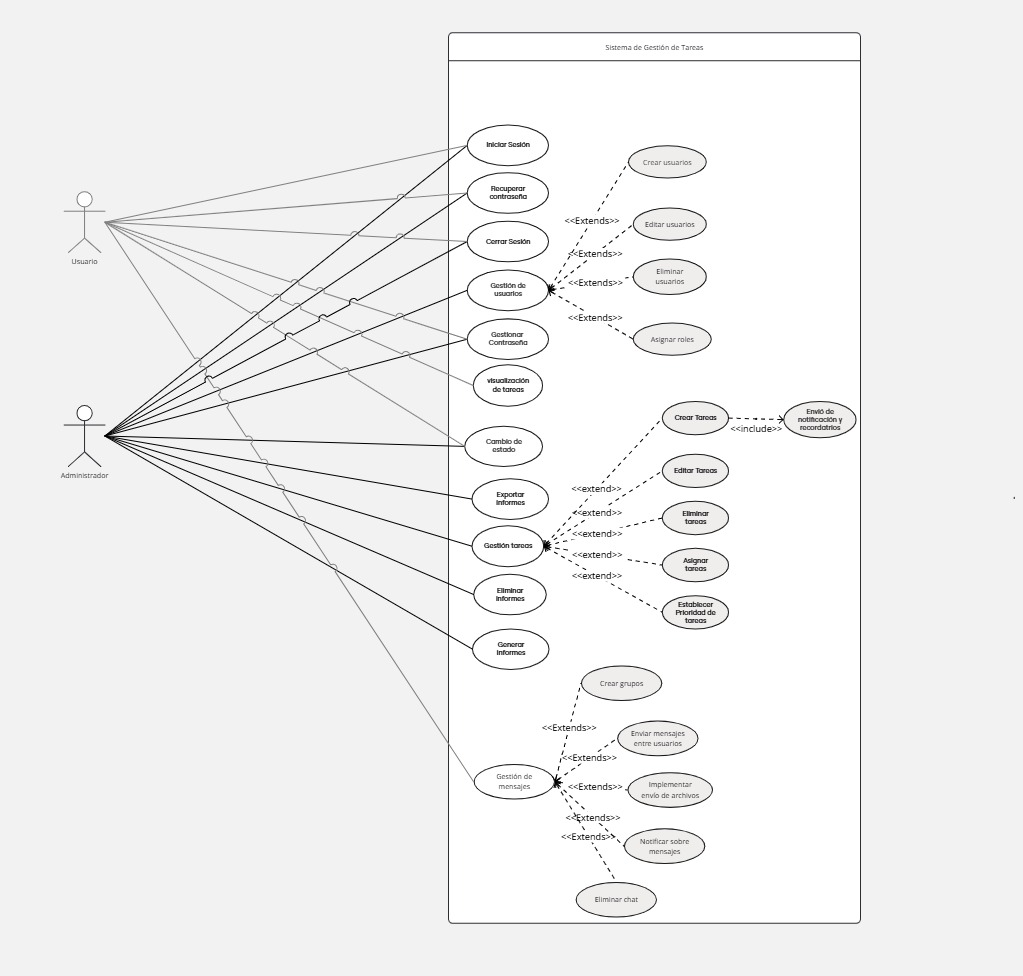 Sistema de Gestión de Tareas
Iniciar Sesión
Recuperar
contraseña
Cerrar Sesión
Gestión de
usuarios
Gestionar
Contraseña
visualización
de tareas
Cambio de
estado
Exportar
informes
Gestión tareas
Eliminar
informes
Generar
informes
Gestión de
mensajes
Usuario
Administrador
Crear usuarios
<<Extends>>
Editar usuarios
<<Extends>>
Eliminar
usuarios
<<Extends>>
<<Extends>>
Asignar roles
Crear Tareas
<<include>>
Envió de
notificación y
recordatrios
Editar Tareas
<<extend>>
<<extend>>
Eliminar
tareas
<<extend>>
<<extend>>
Asignar
tareas
<<extend>>
Establecer
Prioridad de
tareas
Crear grupos
<<Extends>>
Enviar mensajes
entre usuarios
<<Extends>>
<<Extends>>
Implementar
envío de archivos
<<Extends>>
<<Extends>>
Notificar sobre
mensajes
Eliminar chat